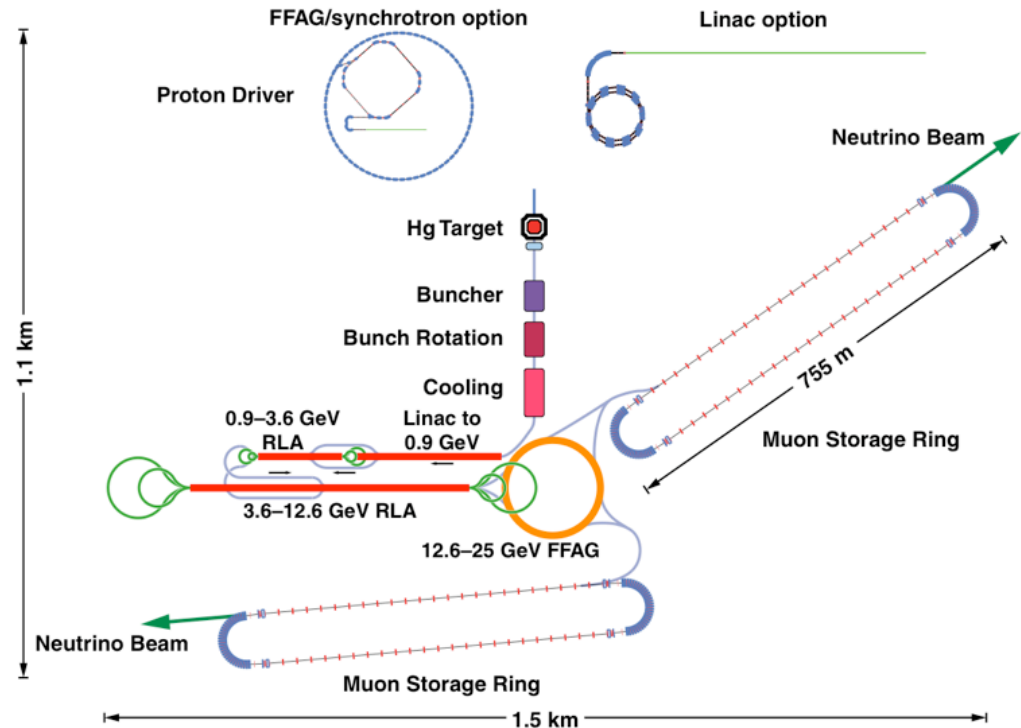 FFAG/synchrotron option
Linac option
Proton Driver
Neutrino Beam
Hg Target
Buncher
Bunch Rotation
Cooling
1.1 km
755 m
0.9–3.6 GeV
RLA
Linac to
0.9 GeV
Muon Storage Ring
3.6–12.6 GeV RLA
12.6–25 GeV FFAG
Neutrino Beam
Muon Storage Ring
1.5 km